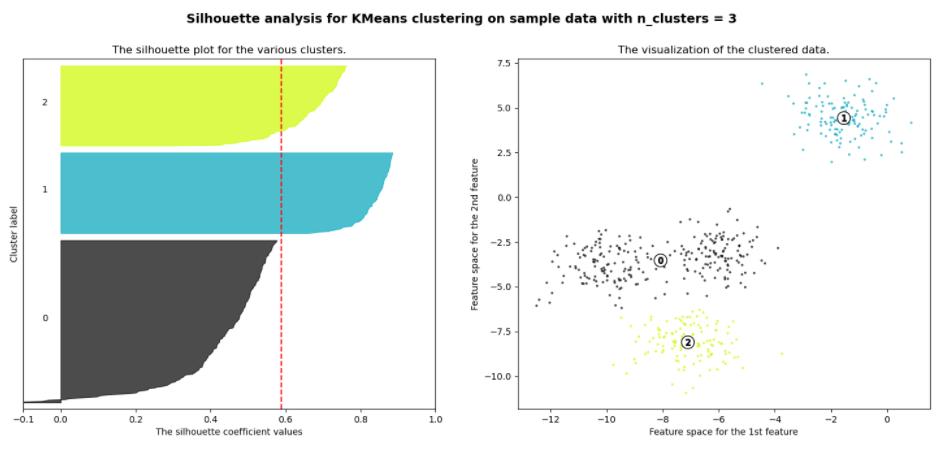 Silhouette analysis for KMeans clustering on sample data with n_clusters = 3
The silhouette plot for the various clusters.
2
1
0
Cluster label
−0.1 0.0 0.2 0.4 0.6 0.8 1.0
The silhouette coefficient values
The visualization of the clustered data.
7.5
5.0
2.5
0.0
−2.5
−5.0
−7.5
−10.0
Feature space for the 2nd feature
1
0
2
−12 −10 −8 −6 −4 −2 0
Feature space for the 1st feature